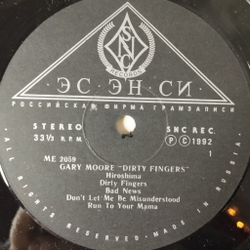 SNC
RECORDS
· ЭС · ЭН · СИ ·
РОССИЙСКАЯ ФИРМА ГРАМЗАПИСИ
STEREO
33⅓ R.P.M.
SNC REC.
Ⓟ © 1992
1
ME 2059
GARY MOORE "DIRTY FINGERS"
Hiroshima
Dirty Fingers
Bad News
Don't Let Me Be Misunderstood
Run To Your Mama
ALL RIGHTS RESERVED · MADE IN RUSSIA